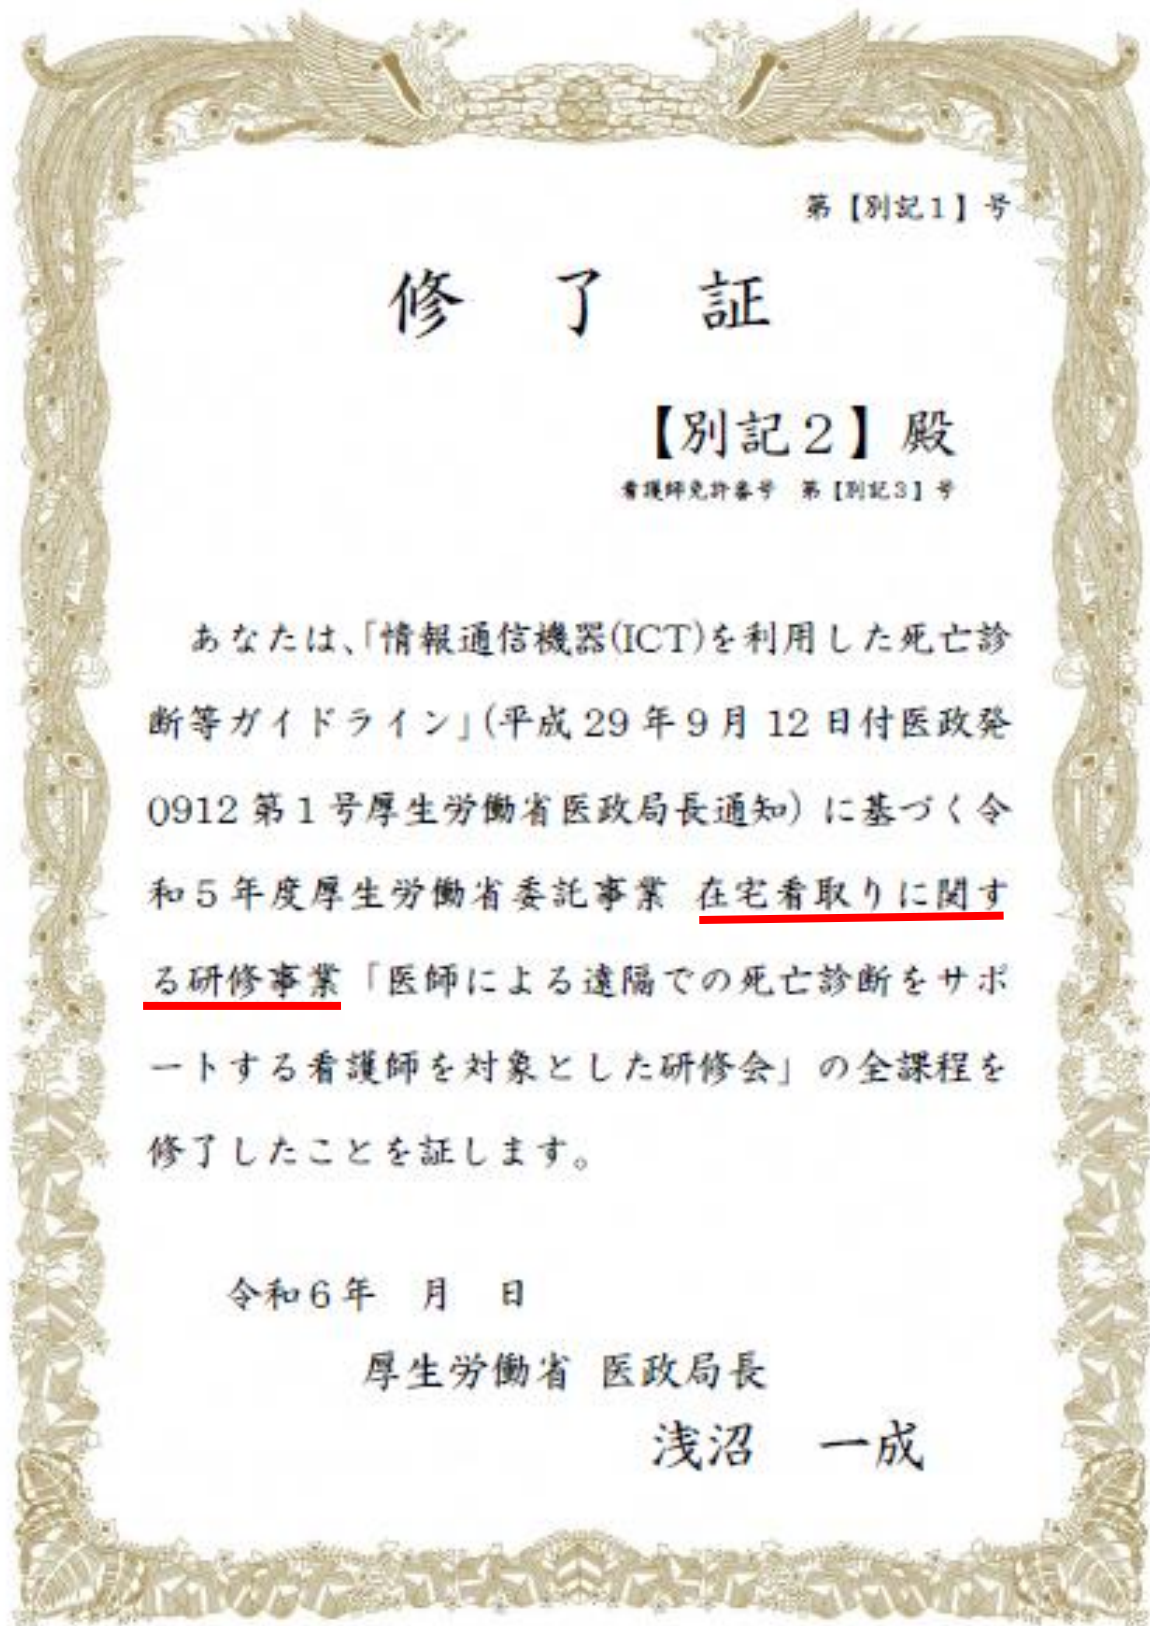 第【別記１】号
修 了 証
【別記２】殿
看護師免許番号 第【別記３】号
あなたは、「情報通信機器(ICT)を利用した死亡診
断等ガイドライン」(平成 29 年 9 月 12 日付医政発
0912 第 1 号厚生労働省医政局長通知) に基づく令
和 5 年度厚生労働省委託事業 在宅看取りに関す
る研修事業「医師による遠隔での死亡診断をサポ
ートする看護師を対象とした研修会」の全課程を
修了したことを証します。
令和６年 月 日
厚生労働省 医政局長
浅沼 一成